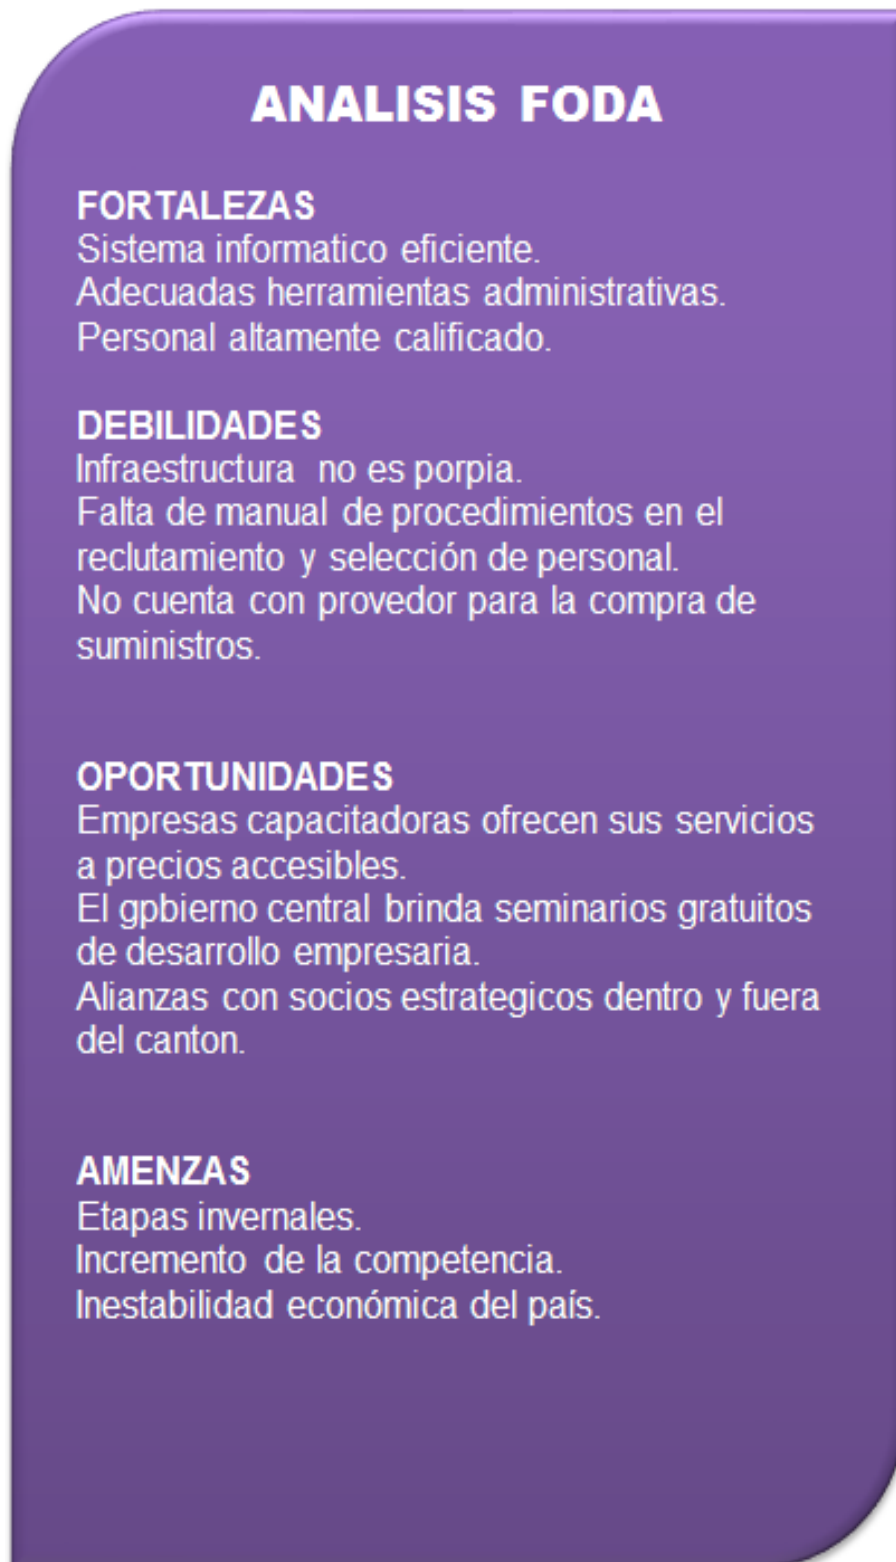 ANALISIS FODA
FORTALEZAS
Sistema informatico eficiente.
Adecuadas herramientas administrativas.
Personal altamente calificado.
DEBILIDADES
Infraestructura no es porpia.
Falta de manual de procedimientos en el
reclutamiento y selección de personal.
No cuenta con provedor para la compra de
suministros.
OPORTUNIDADES
Empresas capacitadoras ofrecen sus servicios
a precios accesibles.
El gpbierno central brinda seminarios gratuitos
de desarrollo empresaria.
Alianzas con socios estrategicos dentro y fuera
del canton.
AMENZAS
Etapas invernales.
Incremento de la competencia.
Inestabilidad económica del país.